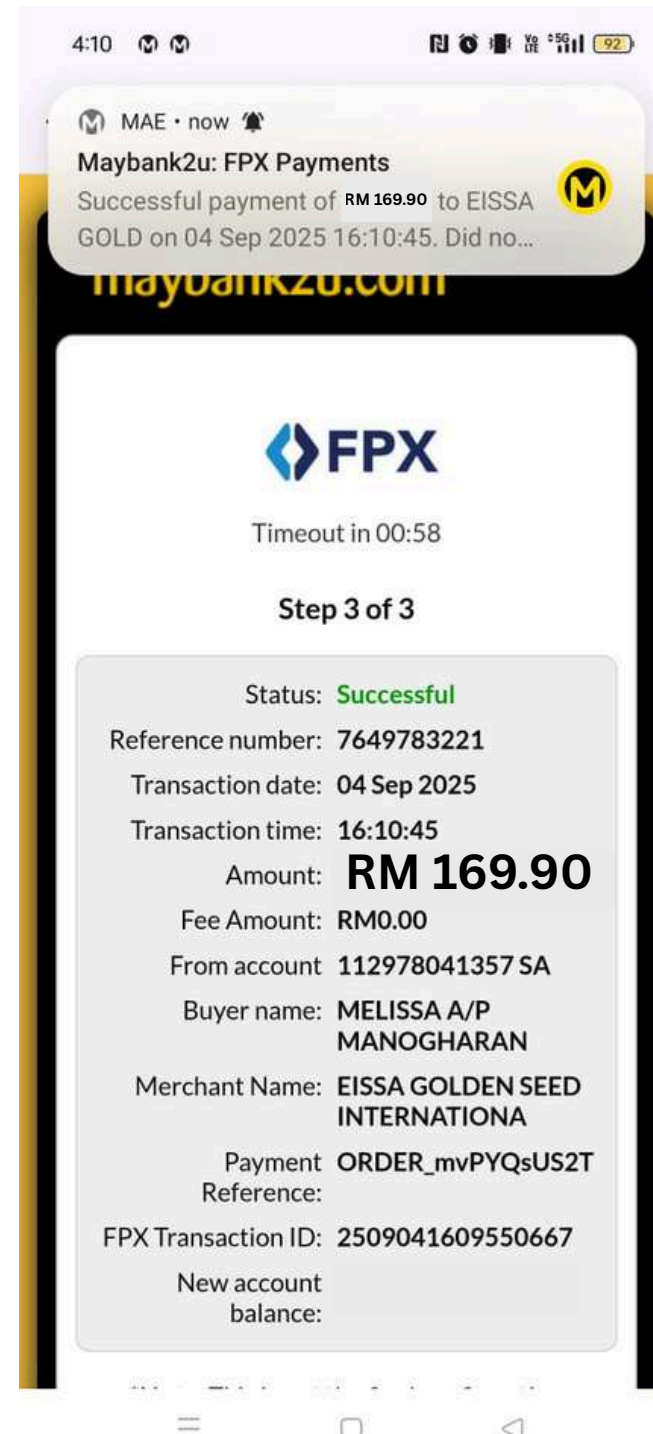 4:10
Vo LTE 5G 92
MAE • now
Maybank2u: FPX Payments
Successful payment of RM 169.90 to EISSA
GOLD on 04 Sep 2025 16:10:45. Did no...
maybank2u.com
FPX
Timeout in 00:58
Step 3 of 3
Status: Successful
Reference number: 7649783221
Transaction date: 04 Sep 2025
Transaction time: 16:10:45
Amount: RM 169.90
Fee Amount: RM0.00
From account 112978041357 SA
Buyer name: MELISSA A/P
MANOGHARAN
Merchant Name: EISSA GOLDEN SEED
INTERNATIONA
Payment ORDER_mvPYQsUS2T
Reference:
FPX Transaction ID: 2509041609550667
New account
balance: